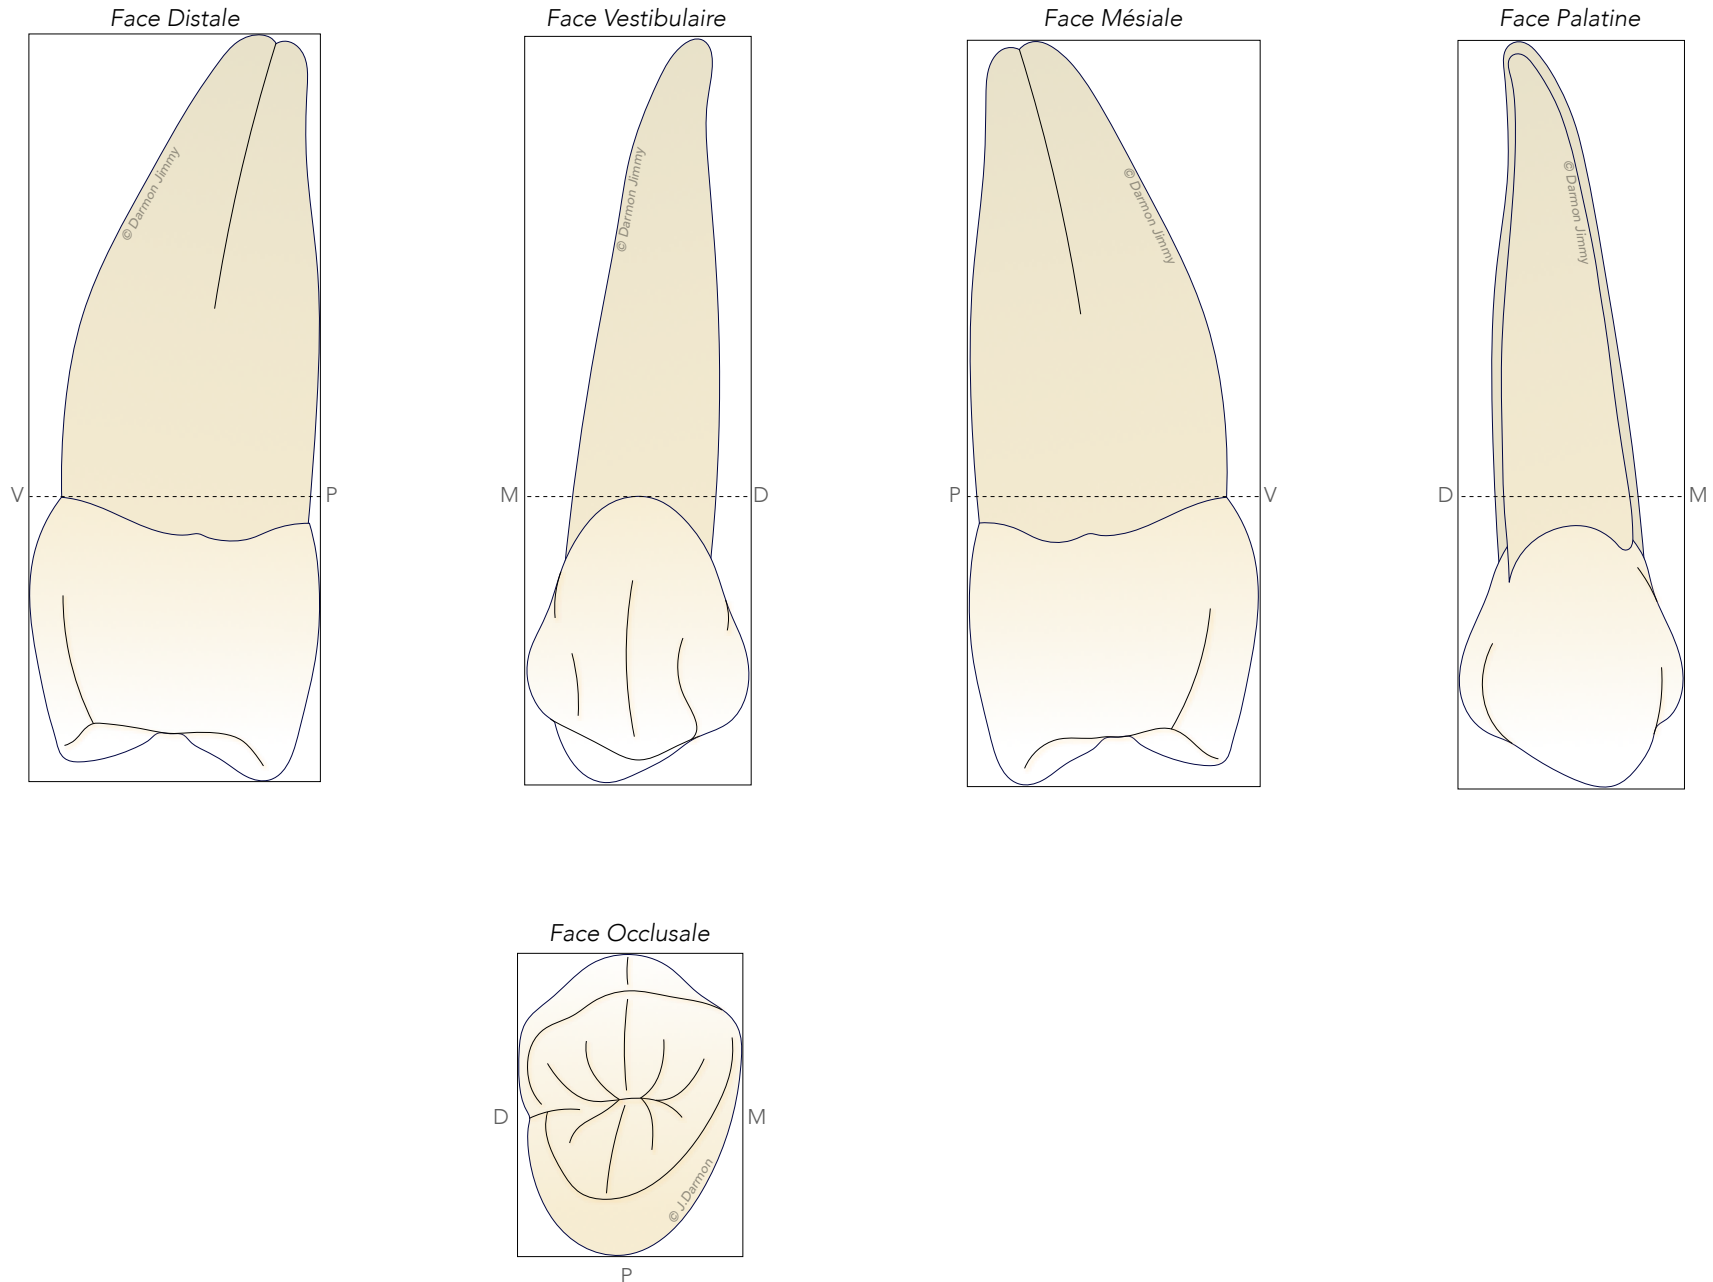 Face Distale
Face Vestibulaire
Face Mésiale
Face Palatine
© Darmon Jimmy
© Darmon Jimmy
© Darmon Jimmy
© Darmon Jimmy
V
P
M
D
P
V
D
M
Face Occlusale
D
M
© J.Darmon
P